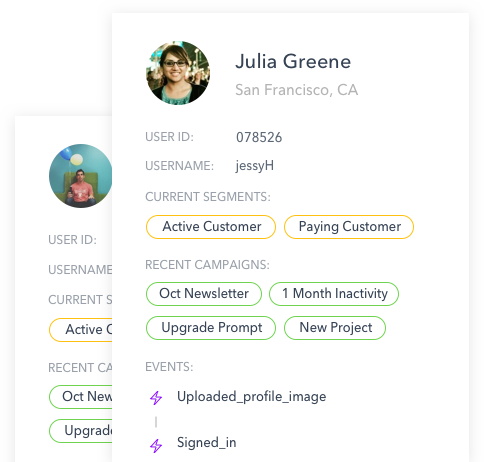 Julia Greene
San Francisco, CA
USER ID: 078526
USERNAME: jessyH
CURRENT SEGMENTS:
Active Customer Paying Customer
RECENT CAMPAIGNS:
Oct Newsletter 1 Month Inactivity
Upgrade Prompt New Project
EVENTS:
Uploaded_profile_image
Signed_in
USER ID:
USERNAME
CURRENT S
Active C
RECENT CA
Oct New
Upgrade